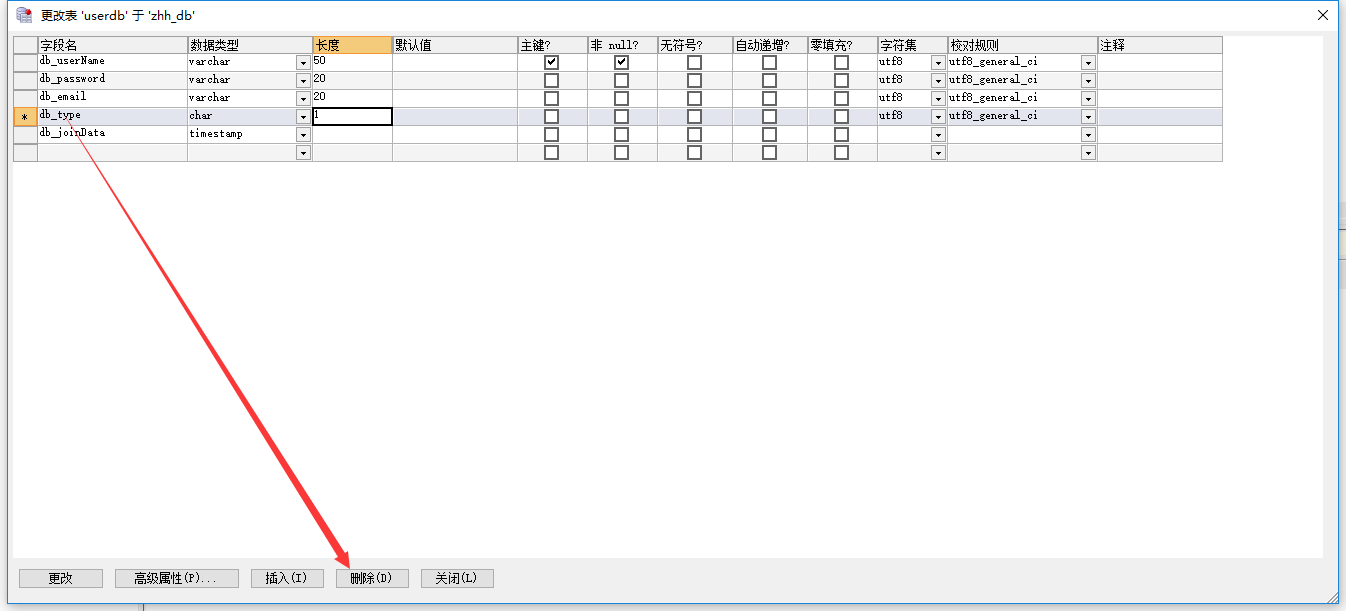 更改表 'userdb' 于 'zhh_db'
字段名 数据类型 长度 默认值 主键? 非 null? 无符号? 自动递增? 零填充? 字符集 校对规则 注释
db_userName varchar 50 utf8 utf8_general_ci
db_password varchar 20 utf8 utf8_general_ci
db_email varchar 20 utf8 utf8_general_ci
* db_type char 1 utf8 utf8_general_ci
db_joinData timestamp
更改 高级属性(P)... 插入(I) 删除(D) 关闭(L)